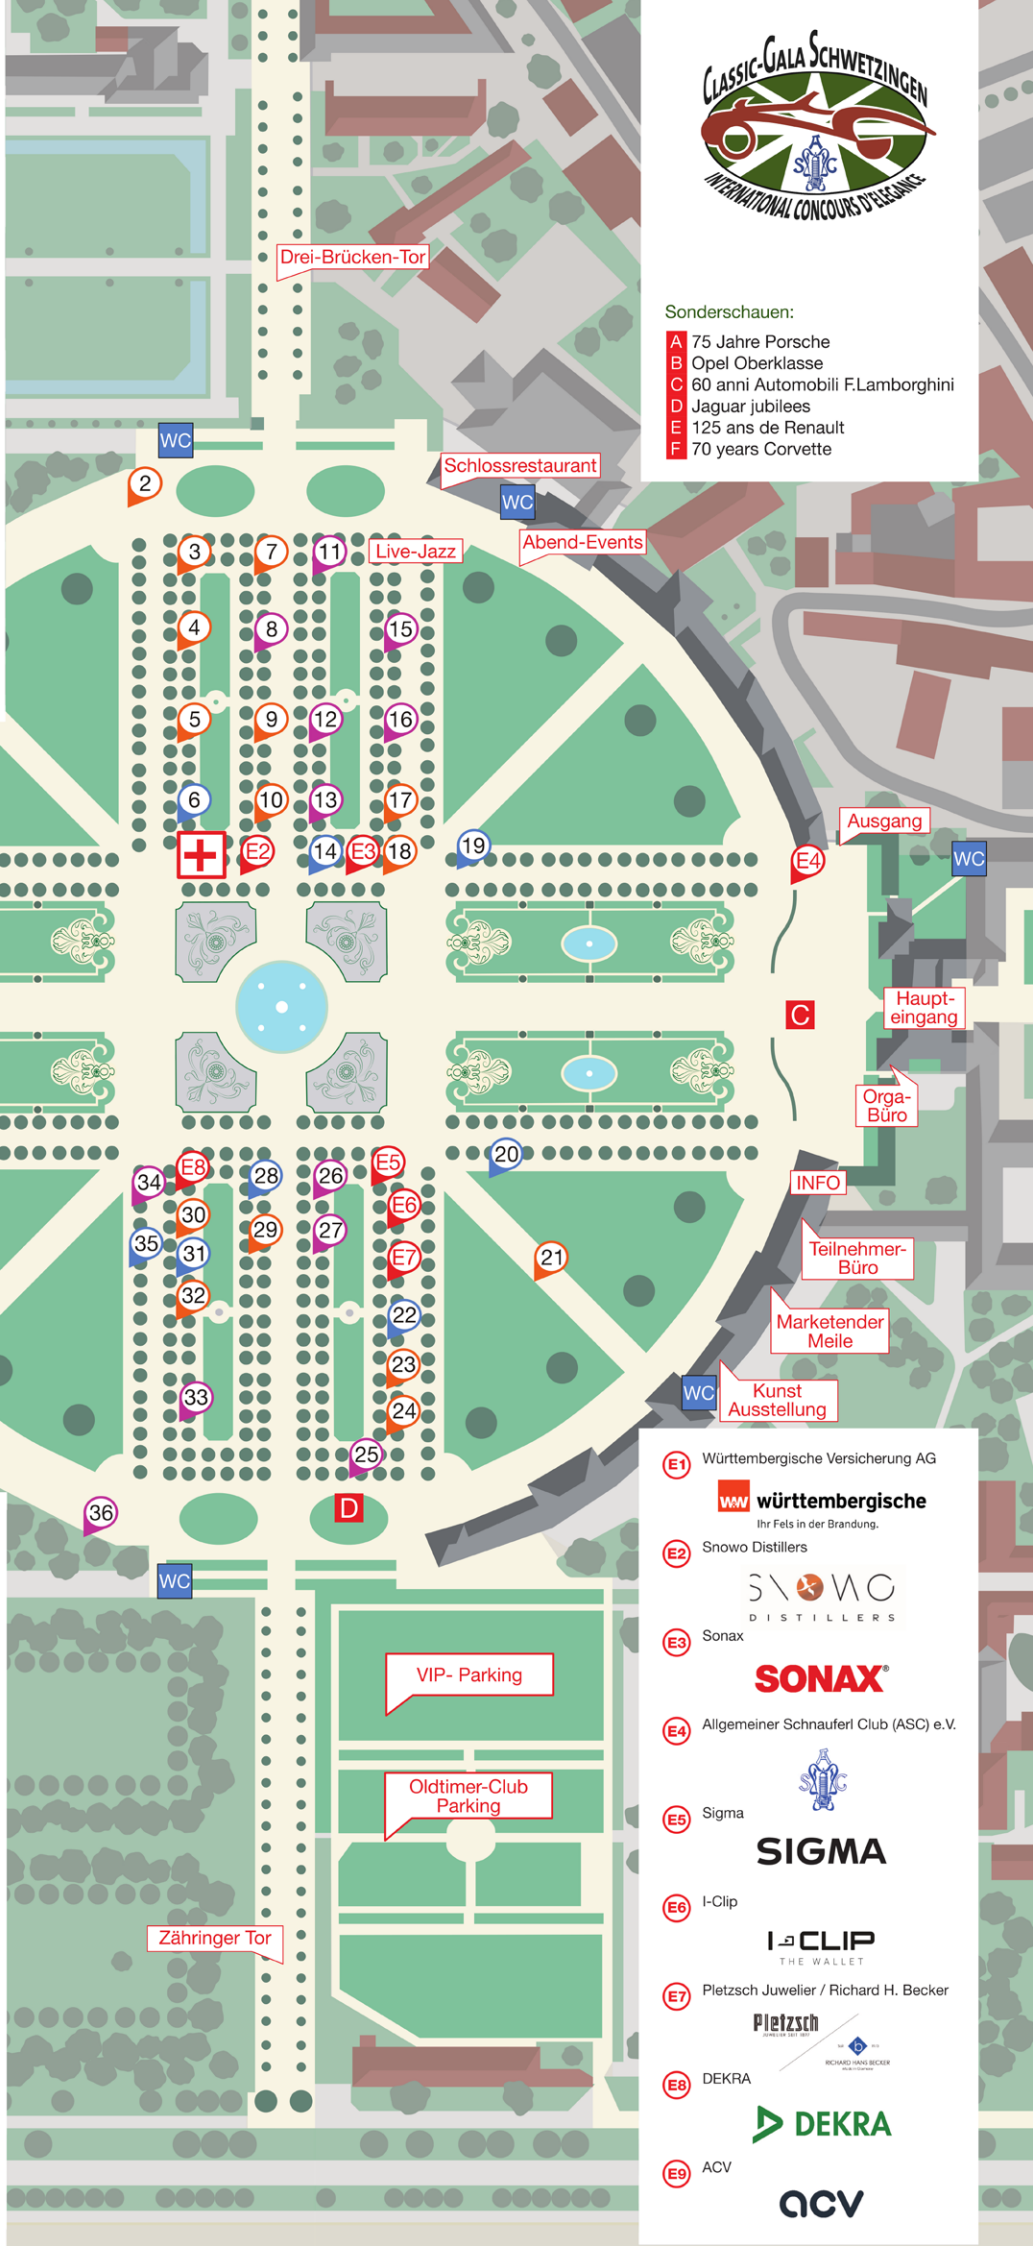 CLASSIC-GALA SCHWETZINGEN
A
S C
INTERNATIONAL CONCOURS D'ELEGANCE
Drei-Brücken-Tor
Sonderschauen:
A 75 Jahre Porsche
B Opel Oberklasse
C 60 anni Automobili F.Lamborghini
D Jaguar jubilees
E 125 ans de Renault
F 70 years Corvette
WC
Schlossrestaurant
2
WC
Abend-Events
3
7
11
Live-Jazz
4
8
15
5
9
12
16
6
10
13
17
Ausgang
E2
14
E3
18
19
E4
WC
C
Haupt-
eingang
Orga-
Büro
34
E8
28
26
E5
20
INFO
30
E6
35
31
29
27
E7
21
Teilnehmer-
Büro
32
22
Marketender
Meile
33
23
WC
Kunst
Ausstellung
24
25
36
D
WC
VIP- Parking
Oldtimer-Club
Parking
Zähringer Tor
E1 Württembergische Versicherung AG
ww württembergische
Ihr Fels in der Brandung.
E2 Snowo Distillers
SNOWO
DISTILLERS
E3 Sonax
SONAX®
E4 Allgemeiner Schnauferl Club (ASC) e.V.
A
S C
E5 Sigma
SIGMA
E6 I-Clip
I-CLIP
THE WALLET
E7 Pletzsch Juwelier / Richard H. Becker
Pletzsch
RICHARD HANS BECKER
E8 DEKRA
DEKRA
E9 ACV
acv